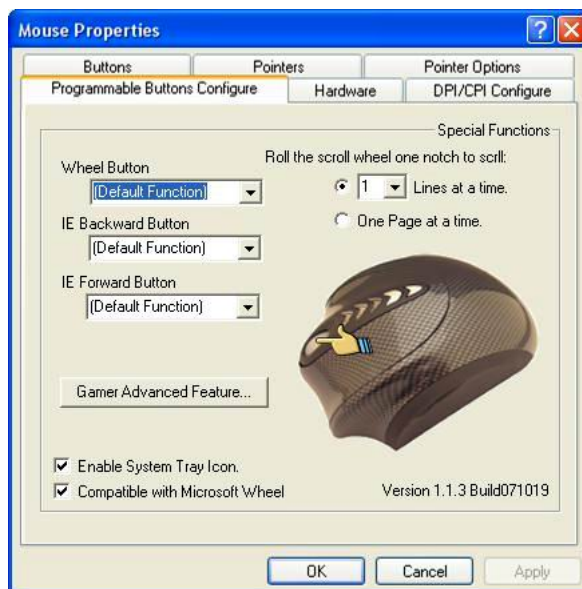 Mouse Properties
Buttons
Pointers
Pointer Options
Programmable Buttons Configure
Hardware
DPI/CPI Configure
Special Functions
Wheel Button
(Default Function)
IE Backward Button
(Default Function)
IE Forward Button
(Default Function)
Roll the scroll wheel one notch to scrll:
1 Lines at a time.
One Page at a time.
Gamer Advanced Feature...
Enable System Tray Icon.
Compatible with Microsoft Wheel
Version 1.1.3 Build071019
OK
Cancel
Apply